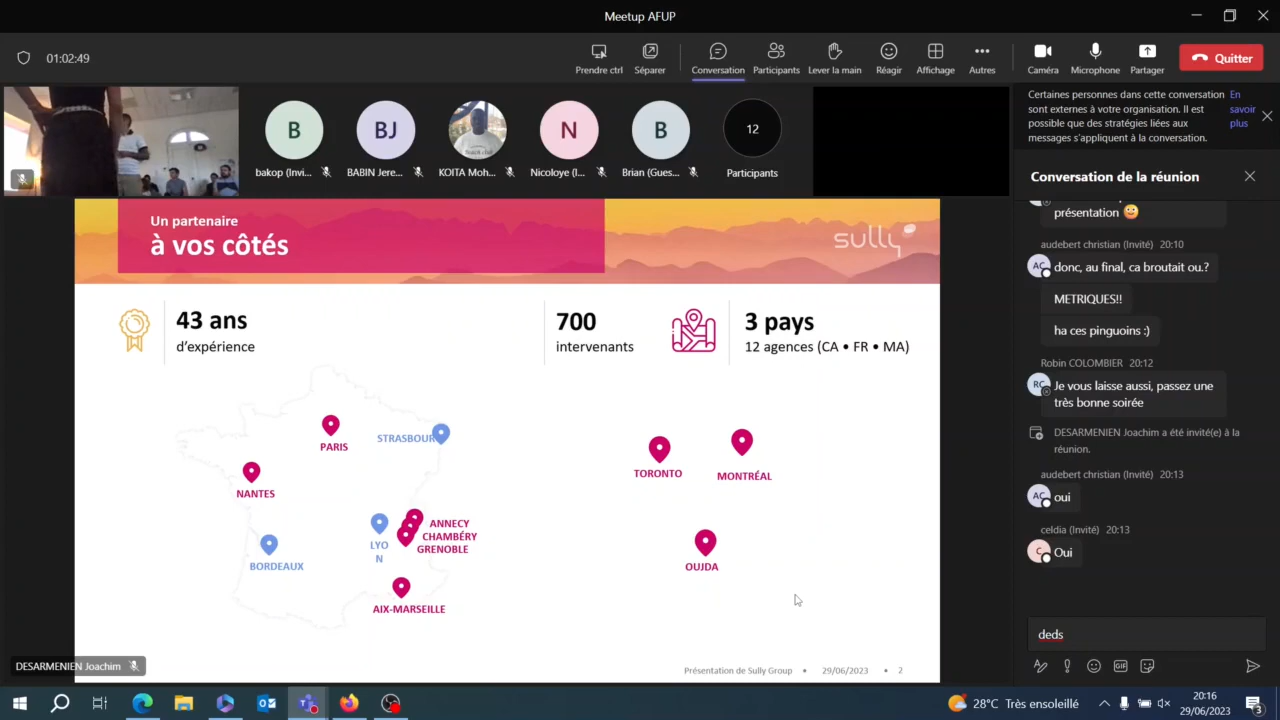 Meetup AFUP
01:02:49
Prendre ctrl
Séparer
Conversation
Participants
Lever la main
Réagir
Affichage
Autres
Caméra
Microphone
Partager
Quitter
B
BJ
N
B
12
bakop (Invi...
BABIN Jere...
KOITA Moh...
Nicoloye (I...
Brian (Gues...
Participants
Certaines personnes dans cette conversation
sont externes à votre organisation. Il est
possible que des stratégies liées aux
messages s'appliquent à la conversation.
En
savoir
plus
Conversation de la réunion
présentation
audebert christian (Invité) 20:10
AC
donc, au final, ca broutait ou.?
METRIQUES!!
ha ces pinguons :)
Robin COLOMBIER 20:12
RC
Je vous laisse aussi, passez une
très bonne soirée
DESARMENIEN Joachim a été invité(e) à la
réunion.
audebert christian (Invité) 20:13
AC
oui
celdia (Invité) 20:13
C
Oui
deds
GIF
Un partenaire
à vos côtés
sully
43 ans
d'expérience
700
intervenants
3 pays
12 agences (CA • FR • MA)
PARIS
STRASBOUR
NANTES
ANNECY
CHAMBÉRY
GRENOBLE
LYO
N
BORDEAUX
AIX-MARSEILLE
TORONTO
MONTRÉAL
OUJDA
Présentation de Sully Group • 29/06/2023 • 2
DESARMENIEN Joachim
28°C Très ensoleillé
20:16
29/06/2023
3